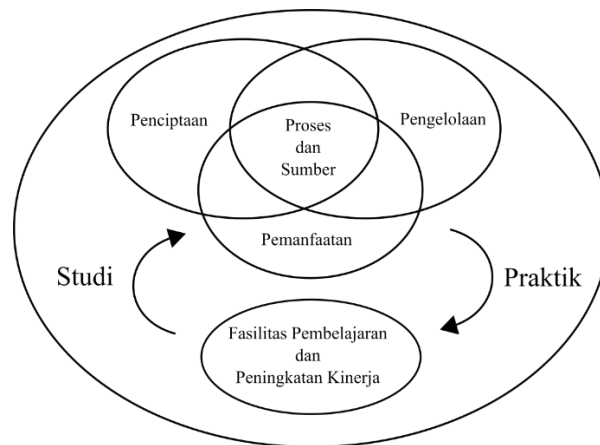 Penciptaan
Pengelolaan
Proses
dan
Sumber
Pemanfaatan
Studi
Praktik
Fasilitas Pembelajaran
dan
Peningkatan Kinerja